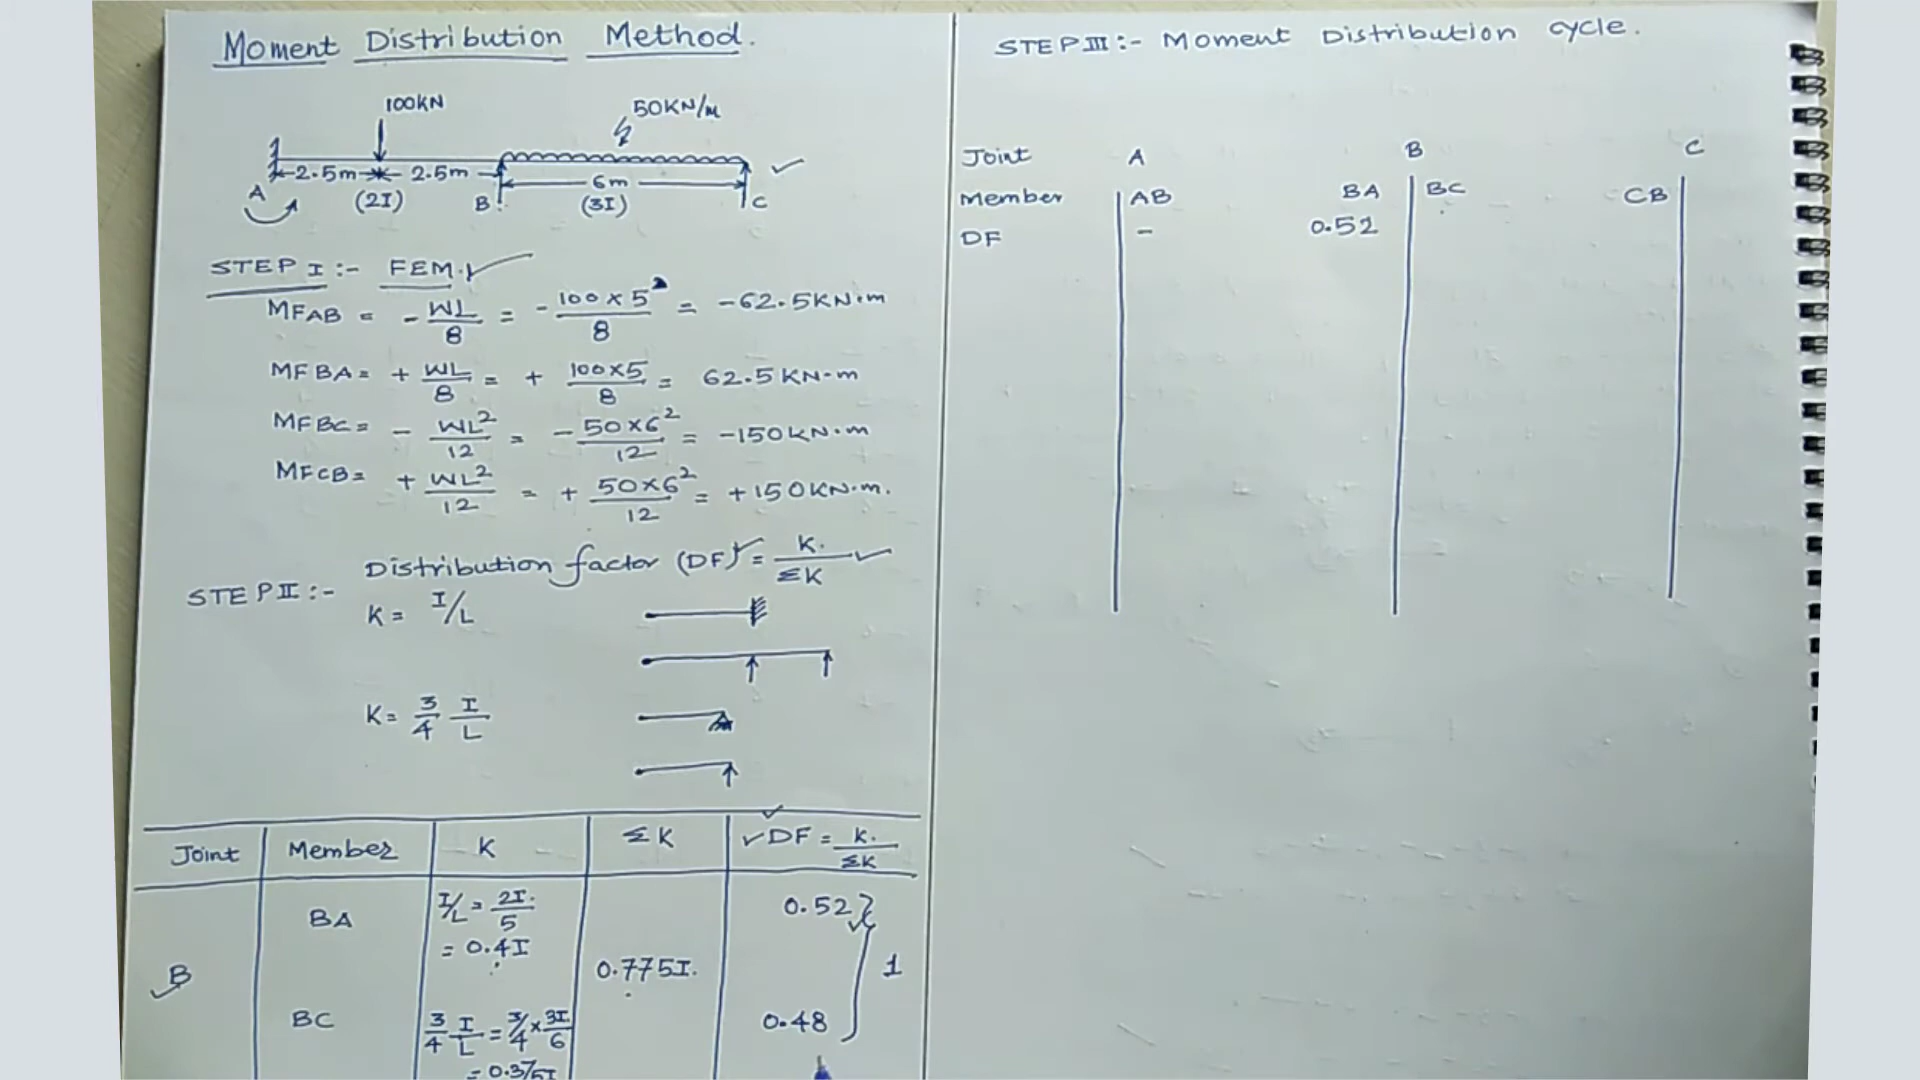 Moment Distribution Method.
100KN
50KN/m
2.5m 2.5m
6m
A (2I) B (3I) C
STEP I :- FEM.
MFAB = - WL/8 = - 100 x 5²/8 = -62.5KN.m
MFBA = + WL/8 = + 100x5/8 = 62.5 KN-m
MFBC = - WL²/12 = - 50x6²/12 = -150KN.m
MFCB = + WL²/12 = + 50x6²/12 = +150KN.m.
STEP II :- Distribution factor (DF) = K./ΣK
K = I/L
K = 3/4 I/L
Joint Member K ΣK DF = K./ΣK
BA I/L = 2I/5 0.52
= 0.4I
B 0.775I. 1
BC 3/4 I/L = 3/4 x 3I/6 0.48
= 0.375I
STEP III :- Moment Distribution cycle.
Joint A B C
Member AB BA BC CB
DF - 0.52